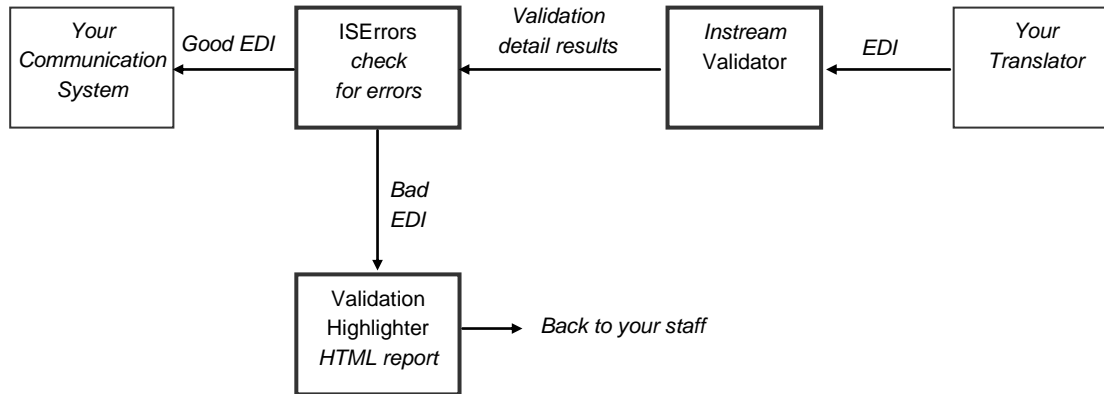 Your
Communication
System
Good EDI
ISErrors
check
for errors
Validation
detail results
Instream
Validator
EDI
Your
Translator
Bad
EDI
Validation
Highlighter
HTML report
Back to your staff